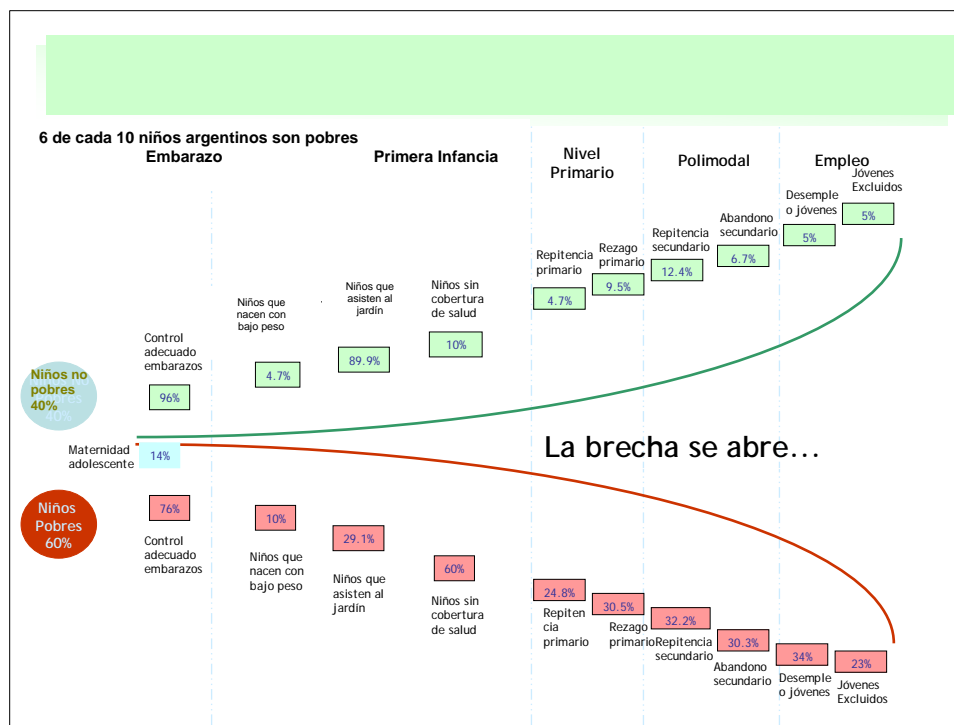 6 de cada 10 niños argentinos son pobres
Embarazo
Primera Infancia
Nivel
Primario
Polimodal
Empleo
Jóvenes
Excluidos
5%
Desemple
o jóvenes
5%
Abandono
secundario
6.7%
Repitencia
secundario
12.4%
Rezago
primario
9.5%
Repitencia
primario
4.7%
Niños sin
cobertura
de salud
10%
Niños que
asisten al
jardín
89.9%
Niños que
nacen con
bajo peso
4.7%
Control
adecuado
embarazos
96%
Niños no
pobres
40%
Maternidad
adolescente
14%
La brecha se abre...
Niños
Pobres
60%
76%
Control
adecuado
embarazos
10%
Niños que
nacen con
bajo peso
29.1%
Niños que
asisten al
jardín
60%
Niños sin
cobertura
de salud
24.8%
Repiten
cia
primario
30.5%
Rezago
primario
32.2%
Repitencia
secundario
30.3%
Abandono
secundario
34%
Desemple
o jóvenes
23%
Jóvenes
Excluidos